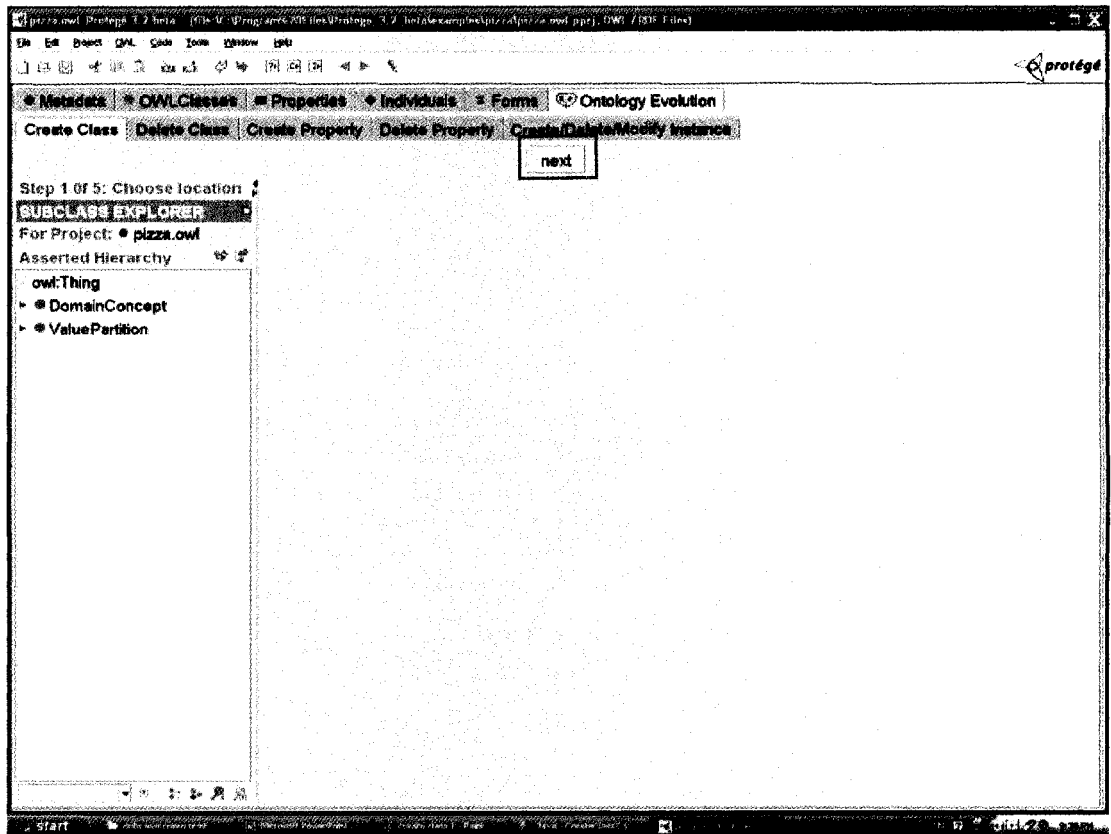 pizza.owl Protégé 3.2 beta
File Edit Project OWL Code Tools Window Help
protégé
Metadata OWLClasses Properties Individuals Forms Ontology Evolution
Create Class Delete Class Create Property Delete Property Create/Delete/Modify Instance
next
Step 1 0f 5: Choose location
SUBCLASS EXPLORER
For Project: pizza.owl
Asserted Hierarchy
owl:Thing
DomainConcept
ValuePartition
start